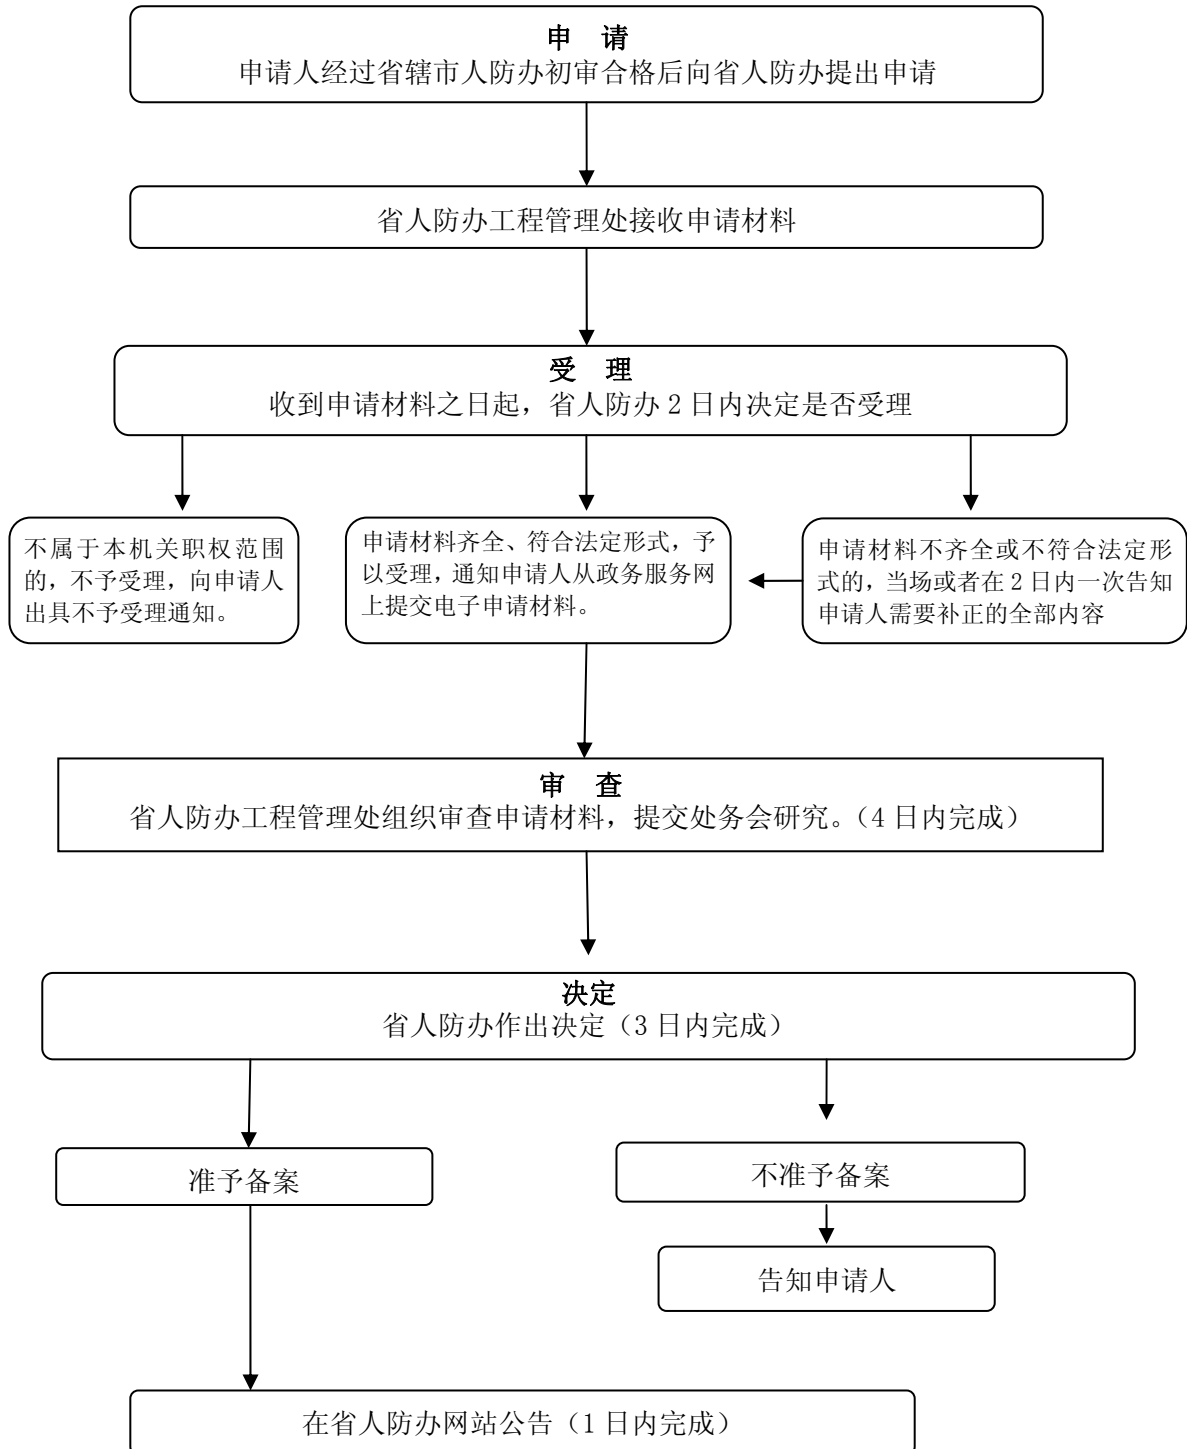 申 请
申请人经过省辖市人防办初审合格后向省人防办提出申请
省人防办工程管理处接收申请材料
受 理
收到申请材料之日起，省人防办 2 日内决定是否受理
不属于本机关职权范围
的，不予受理，向申请人
出具不予受理通知。
申请材料齐全、符合法定形式，予
以受理，通知申请人从政务服务网
上提交电子申请材料。
申请材料不齐全或不符合法定形
式的，当场或者在 2 日内一次告知
申请人需要补正的全部内容
审 查
省人防办工程管理处组织审查申请材料，提交处务会研究。（4 日内完成）
决定
省人防办作出决定（3 日内完成）
准予备案
不准予备案
告知申请人
在省人防办网站公告（1 日内完成）